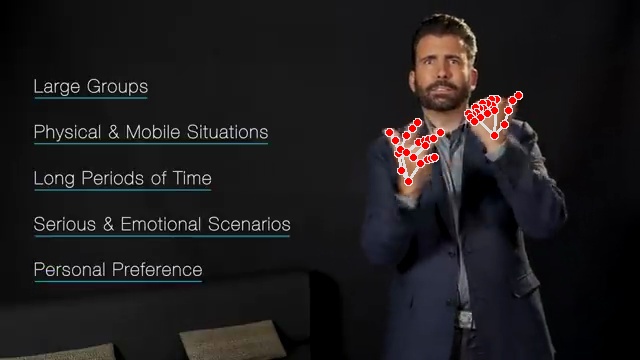 Large Groups
Physical & Mobile Situations
Long Periods of Time
Serious & Emotional Scenarios
Personal Preference